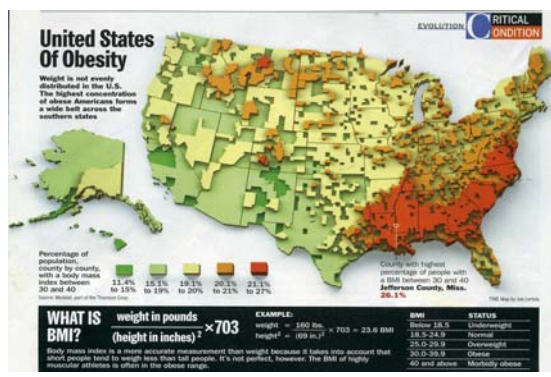 EVOLUTION
CRITICAL
CONDITION
United States
Of Obesity
Weight is not evenly
distributed in the U.S.
The highest concentration
of obese Americans forms
a wide belt across the
southern states
Percentage of
population,
county by county,
with a body mass
index between
30 and 40
11.4%
to 15%
15.1%
to 19%
19.1%
to 20%
20.1%
to 21%
21.1%
to 27%
County with highest
percentage of people with
a BMI between 30 and 40
Jefferson County, Miss.
26.1%
TIME Map by Joe Lertola
WHAT IS
BMI?
weight in pounds
(height in inches) 2
×703
EXAMPLE:
weight = 160 lbs. × 703 = 23.6 BMI
height² = (69 in.)²
BMI STATUS
Below 18.5 Underweight
18.5-24.9 Normal
25.0-29.9 Overweight
30.0-39.9 Obese
40 and above Morbidly obese
Body mass index is a more accurate measurement than weight because it takes into account that
short people tend to weigh less than tall people. It's not perfect, however. The BMI of highly
muscular athletes is often in the obese range.